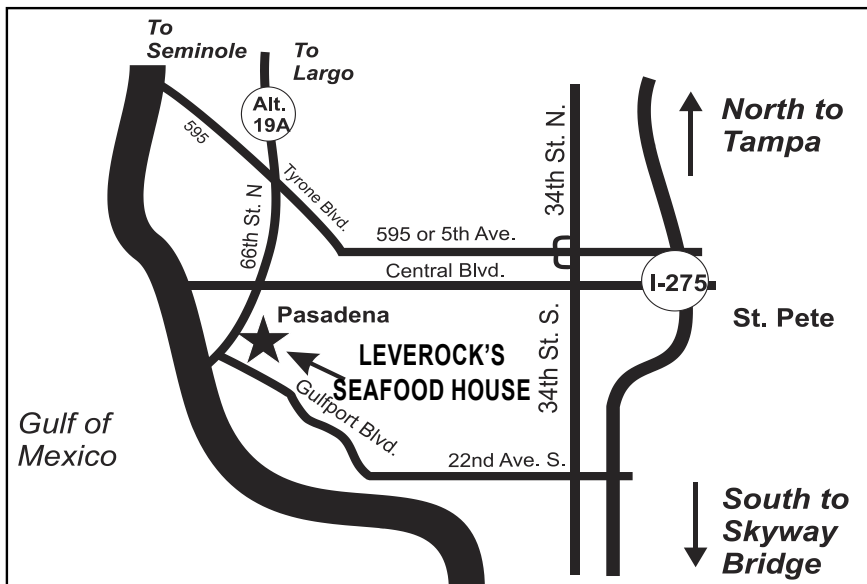 To
Seminole
To
Largo
Alt.
19A
595
Tyrone Blvd.
66th St. N
34th St. N.
North to
Tampa
595 or 5th Ave.
Central Blvd.
I-275
St. Pete
Pasadena
LEVEROCK'S
SEAFOOD HOUSE
34th St. S.
Gulfport Blvd.
Gulf of
Mexico
22nd Ave. S.
South to
Skyway
Bridge